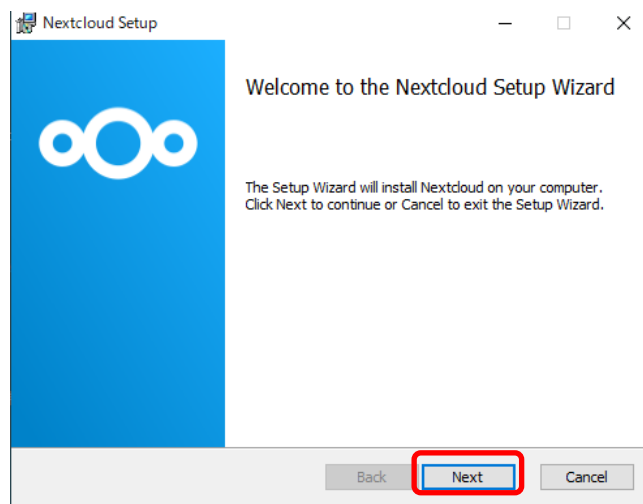 Nextcloud Setup
Welcome to the Nextcloud Setup Wizard
The Setup Wizard will install Nextcloud on your computer.
Click Next to continue or Cancel to exit the Setup Wizard.
Back Next Cancel